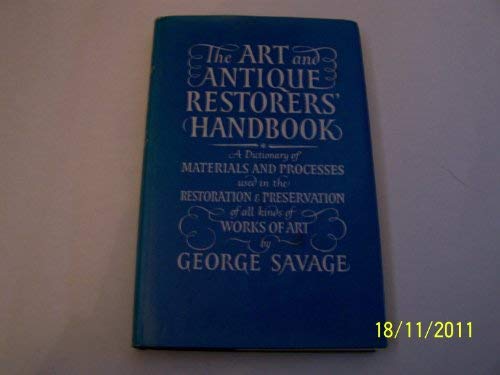 The ART and
ANTIQUE
RESTORERS'
HANDBOOK
A Dictionary of
MATERIALS AND PROCESSES
used in the
RESTORATION & PRESERVATION
of all kinds of
WORKS OF ART
by
GEORGE SAVAGE
18/11/2011